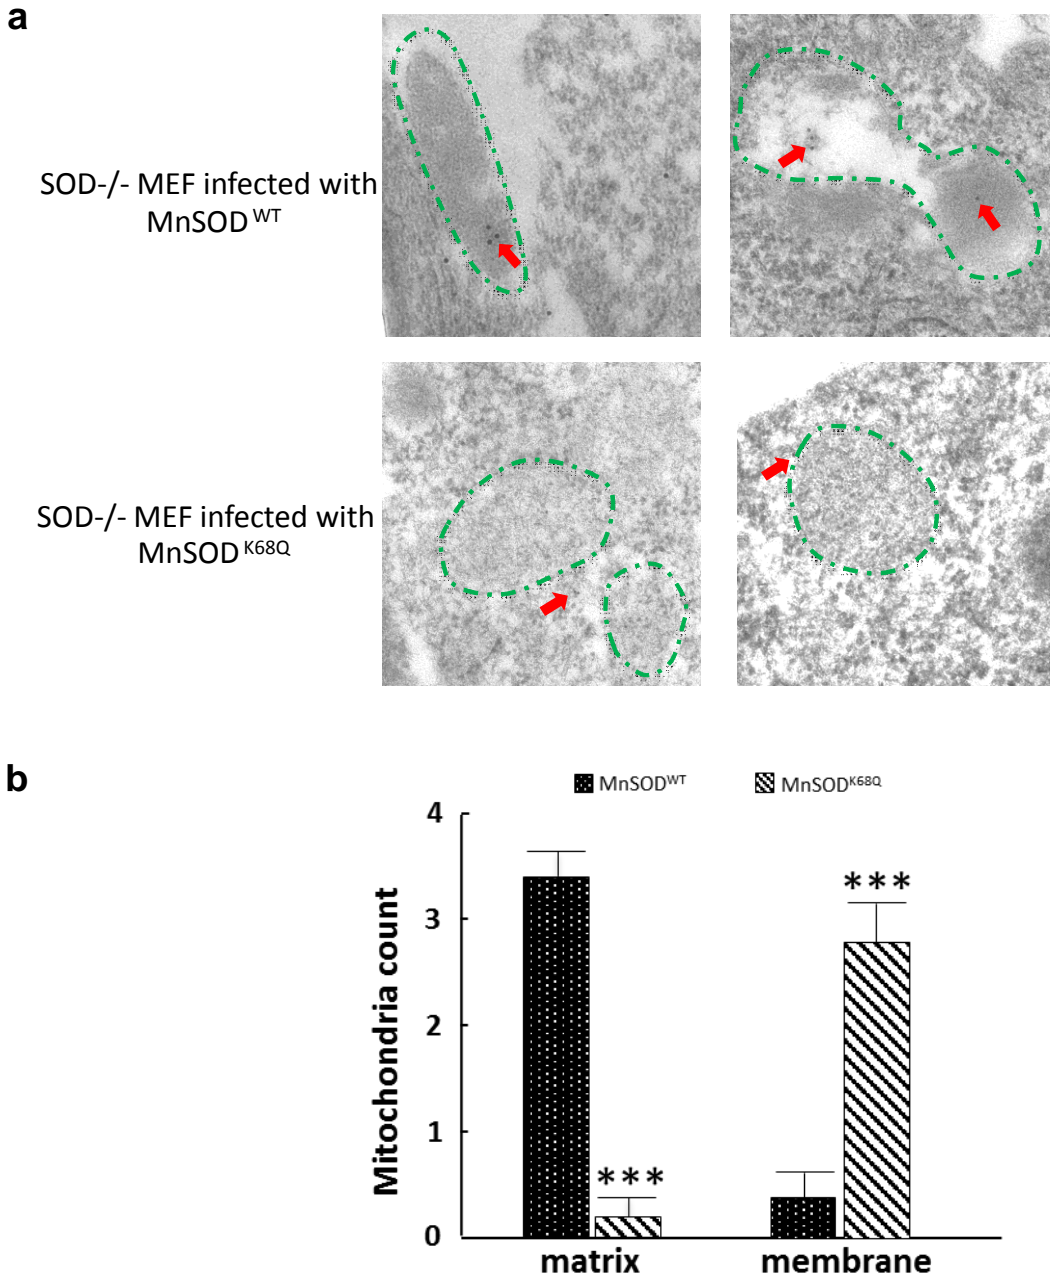 a
SOD-/- MEF infected with
MnSOD WT
SOD-/- MEF infected with
MnSOD K68Q
b
MnSODWT
MnSODK68Q
4
3
2
1
0
Mitochondria count
***
***
matrix
membrane